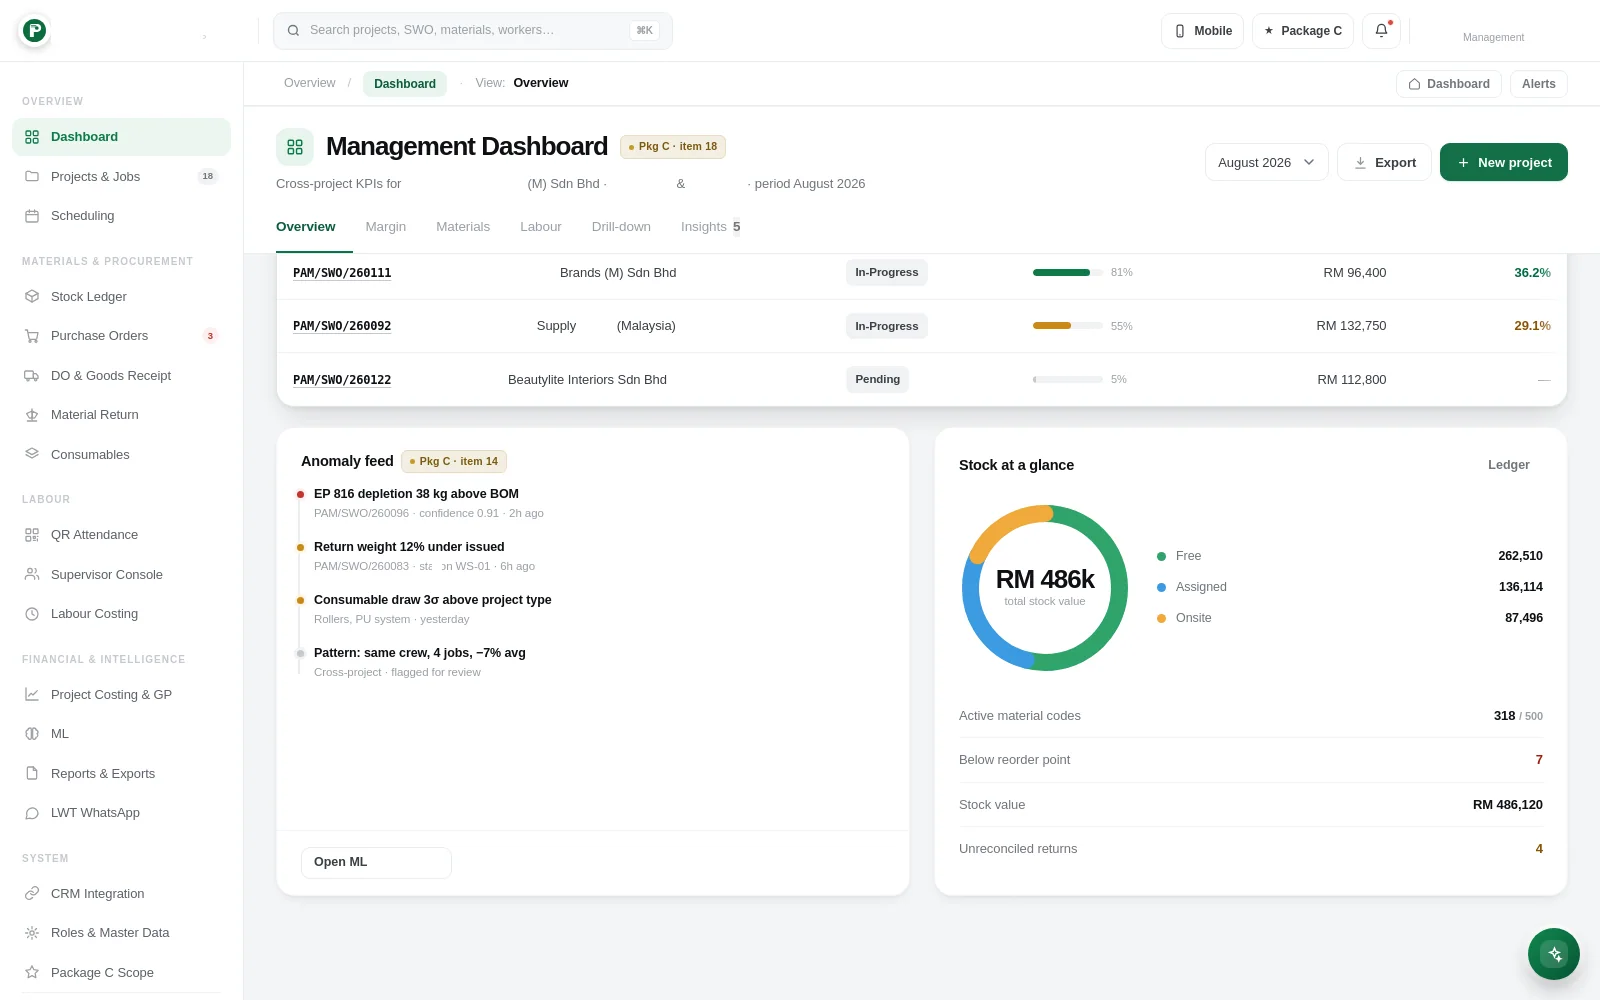 Search projects, SWO, materials, workers…
⌘K
Mobile
★ Package C
Management
OVERVIEW
Dashboard
Projects & Jobs 18
Scheduling
MATERIALS & PROCUREMENT
Stock Ledger
Purchase Orders 3
DO & Goods Receipt
Material Return
Consumables
LABOUR
QR Attendance
Supervisor Console
Labour Costing
FINANCIAL & INTELLIGENCE
Project Costing & GP
ML
Reports & Exports
LWT WhatsApp
SYSTEM
CRM Integration
Roles & Master Data
Package C Scope
Overview / Dashboard · View: Overview
Dashboard
Alerts
Management Dashboard
Pkg C · item 18
Cross-project KPIs for (M) Sdn Bhd · & · period August 2026
August 2026
Export
+ New project
Overview Margin Materials Labour Drill-down Insights 5
PAM/SWO/260111 Brands (M) Sdn Bhd In-Progress 81% RM 96,400 36.2%
PAM/SWO/260092 Supply (Malaysia) In-Progress 55% RM 132,750 29.1%
PAM/SWO/260122 Beautylite Interiors Sdn Bhd Pending 5% RM 112,800 —
Anomaly feed
Pkg C · item 14
EP 816 depletion 38 kg above BOM
PAM/SWO/260096 · confidence 0.91 · 2h ago
Return weight 12% under issued
PAM/SWO/260083 · sta on WS-01 · 6h ago
Consumable draw 3σ above project type
Rollers, PU system · yesterday
Pattern: same crew, 4 jobs, −7% avg
Cross-project · flagged for review
Open ML
Stock at a glance
Ledger
RM 486k
total stock value
Free 262,510
Assigned 136,114
Onsite 87,496
Active material codes 318 / 500
Below reorder point 7
Stock value RM 486,120
Unreconciled returns 4